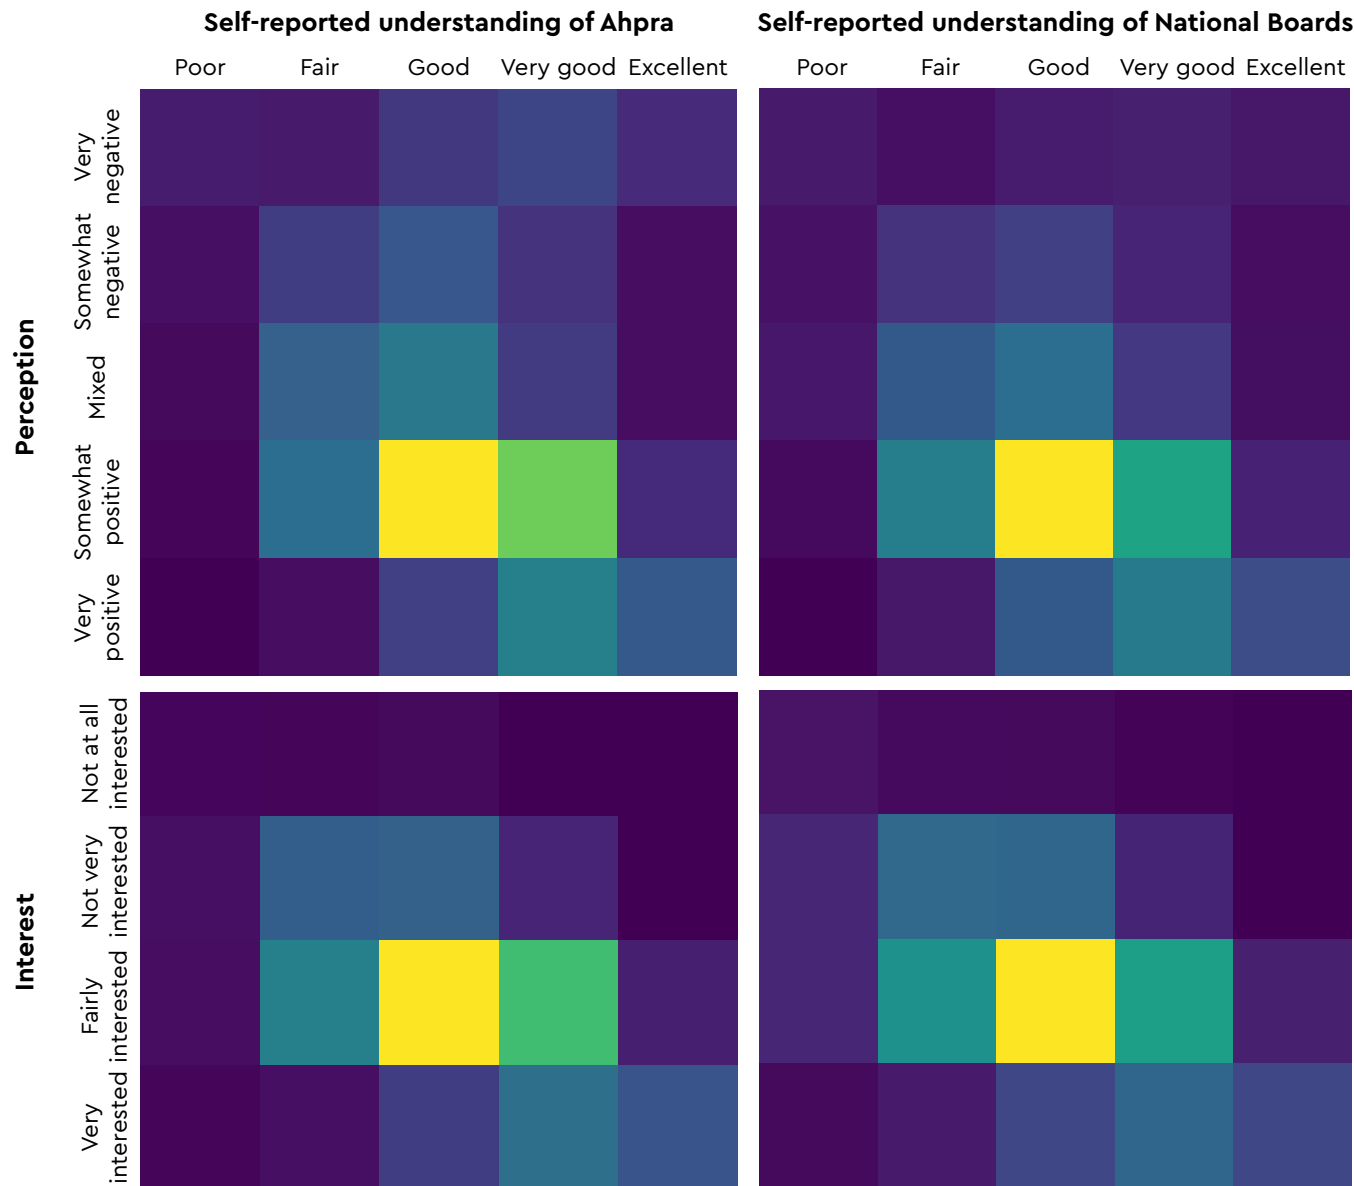 Self-reported understanding of Ahpra
Self-reported understanding of National Boards
Poor Fair Good Very good Excellent
Poor Fair Good Very good Excellent
Perception
Very
negative
Somewhat
negative
Mixed
Somewhat
positive
Very
positive
Interest
Not at all
interested
Not very
interested
Fairly
interested
Very
interested